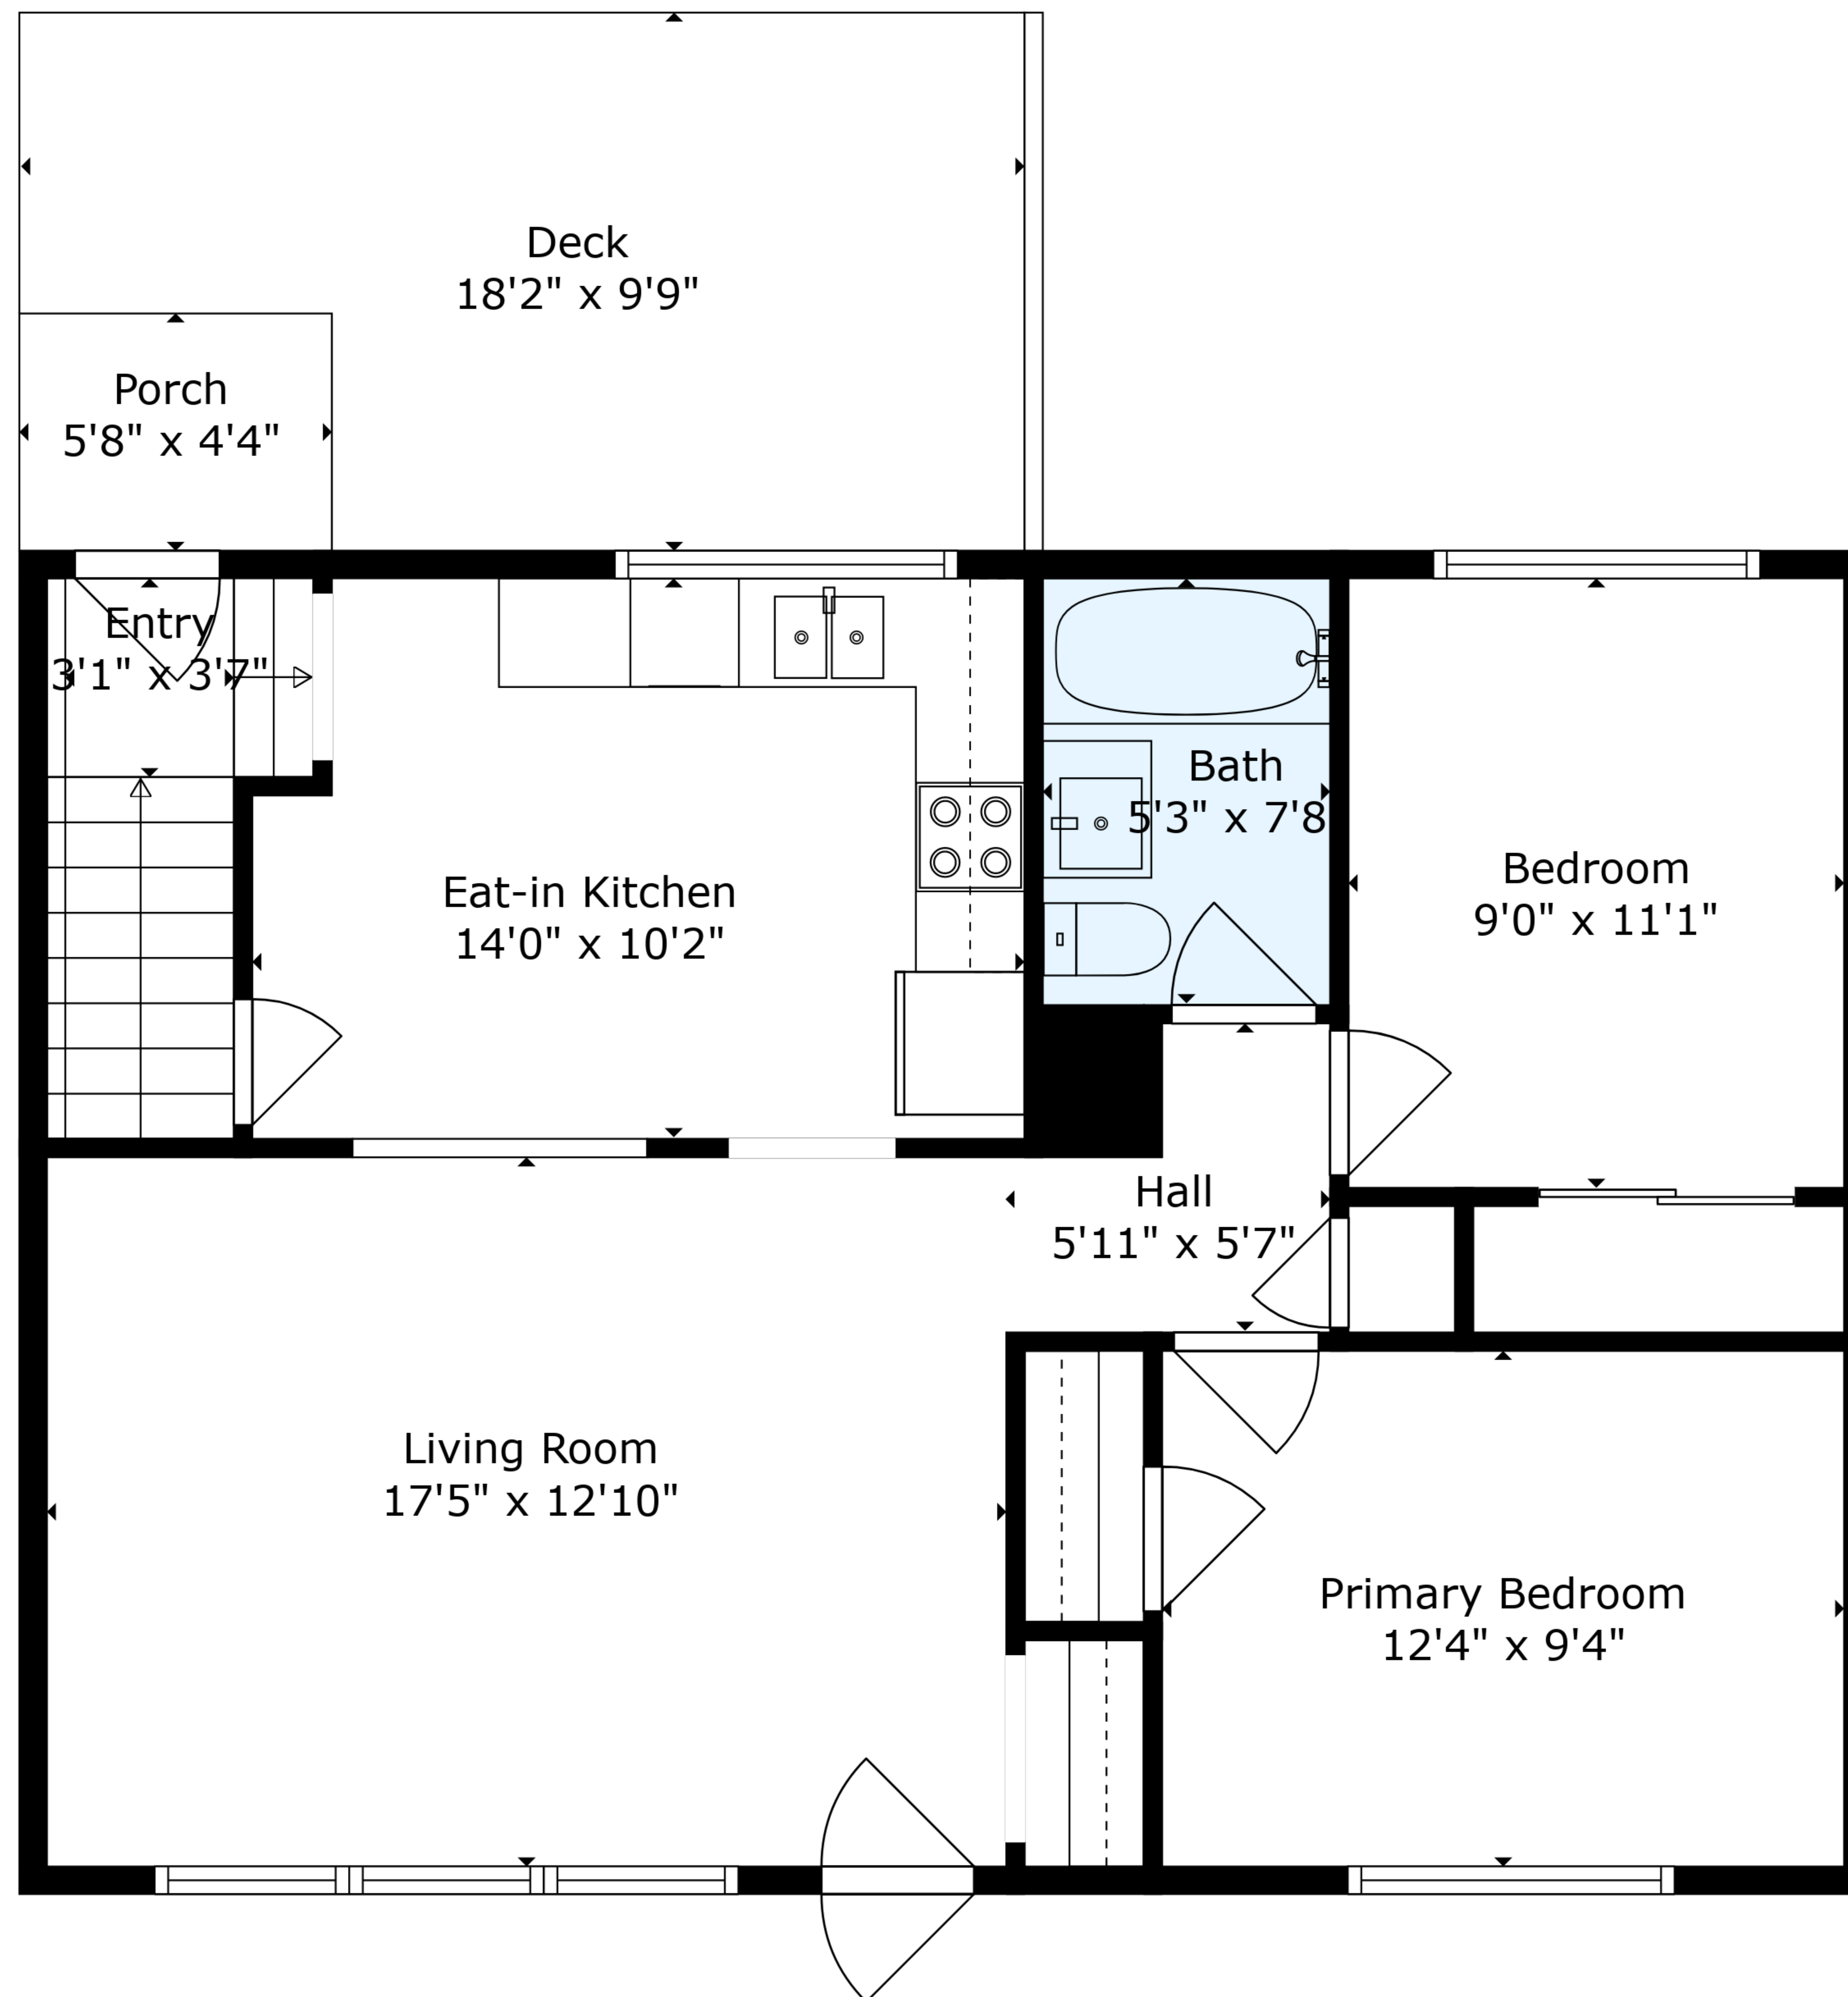 Deck
18'2" x 9'9"
Porch
5'8" x 4'4"
Entry
3'1" x 3'7"
Bath
5'3" x 7'8
Eat-in Kitchen
14'0" x 10'2"
Bedroom
9'0" x 11'1"
Hall
5'11" x 5'7"
Living Room
17'5" x 12'10"
Primary Bedroom
12'4" x 9'4"